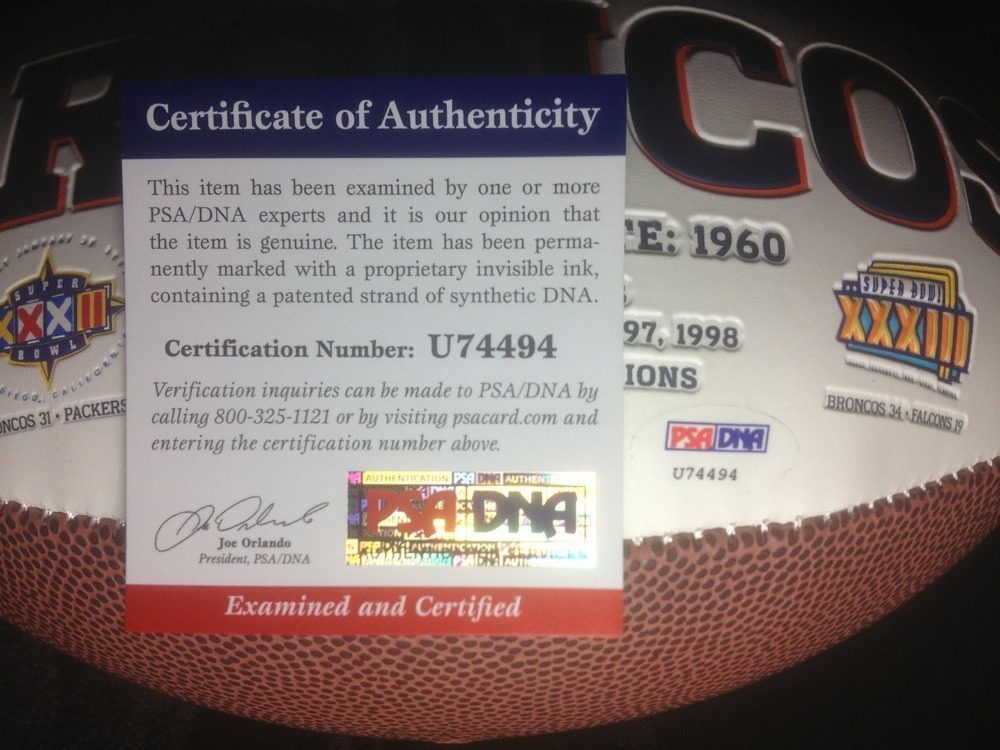 RONCOS
Certificate of Authenticity
This item has been examined by one or more
PSA/DNA experts and it is our opinion that
the item is genuine. The item has been perma-
nently marked with a proprietary invisible ink,
containing a patented strand of synthetic DNA.
Certification Number: U74494
Verification inquiries can be made to PSA/DNA by
calling 800-325-1121 or by visiting psacard.com and
entering the certification number above.
Joe Orlando
President, PSA/DNA
AUTHENTICATION PSA DNA AUTHENT
PSA DNA
Examined and Certified
E: 1960
97, 1998
IONS
SUPER
XXXII
BOWL
NCOS 31 • PACKERS
SUPER BOWL
XXXIII
BRONCOS 34 • FALCONS 19
PSA DNA
U74494